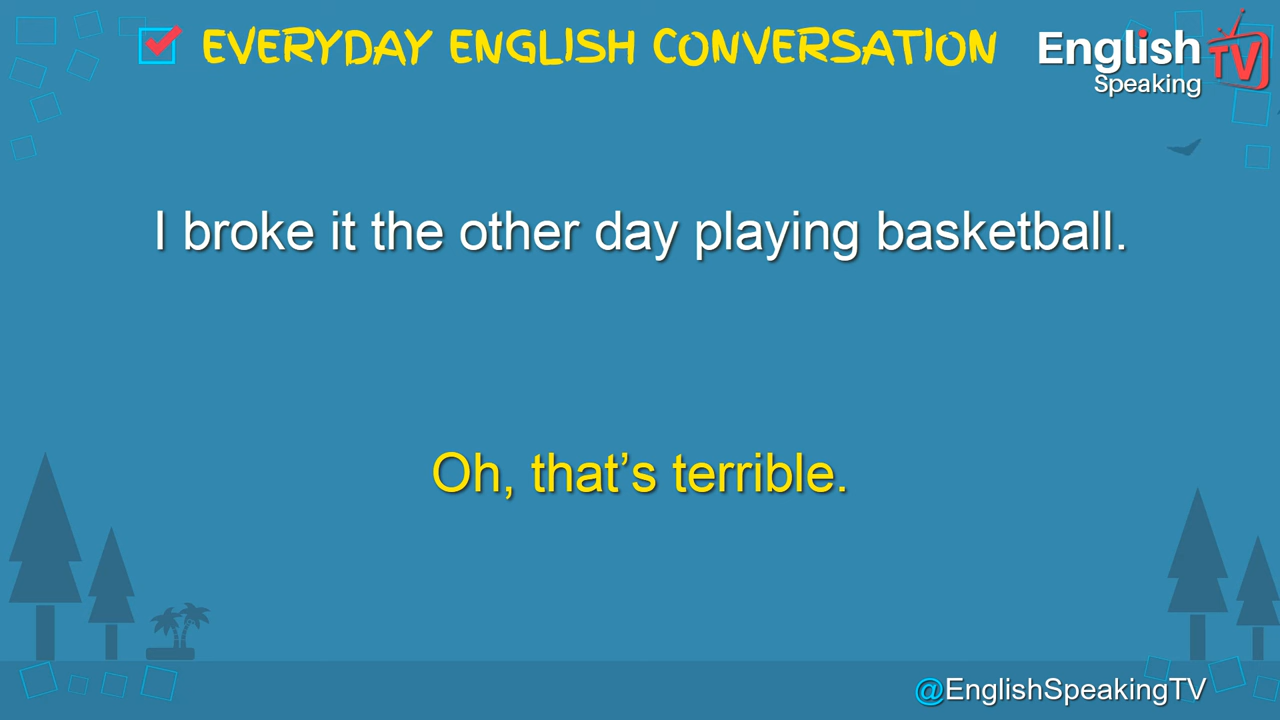 EVERYDAY ENGLISH CONVERSATION
English
TV
Speaking
I broke it the other day playing basketball.
Oh, that’s terrible.
@EnglishSpeakingTV